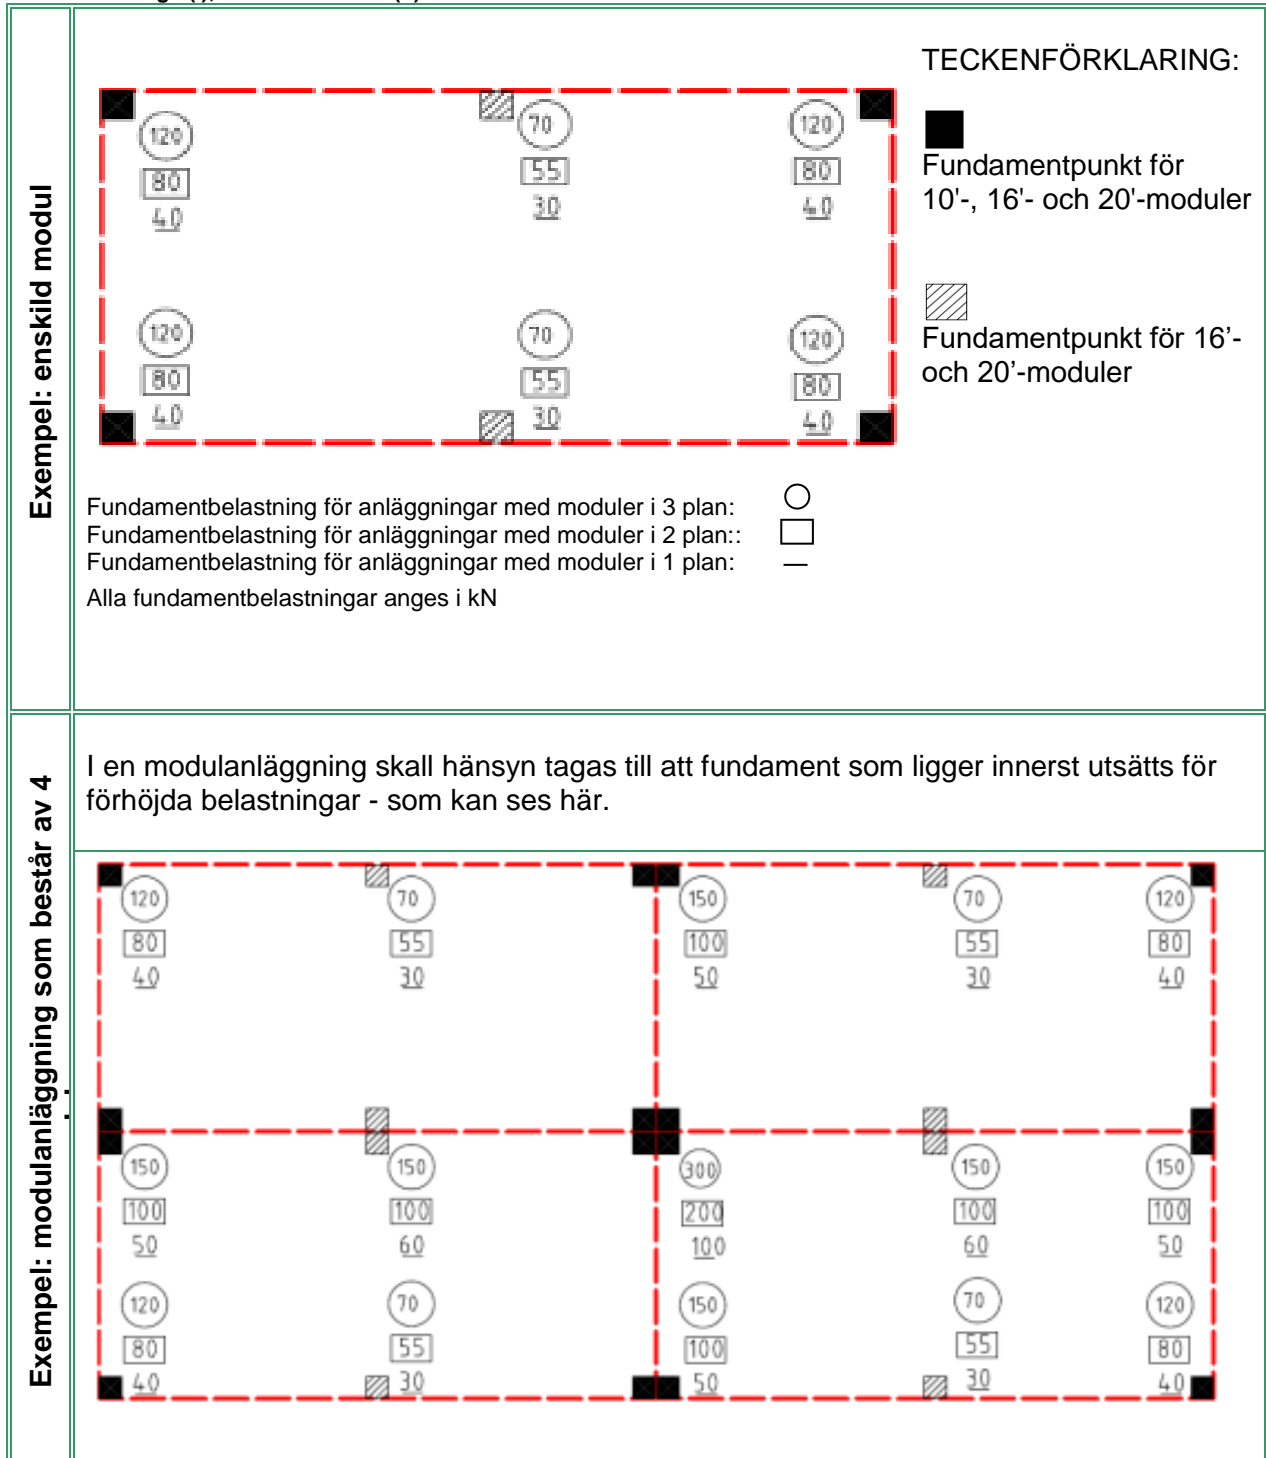 Exempel: enskild modul
TECKENFÖRKLARING:
Fundamentpunkt för
10'-, 16'- och 20'-moduler
Fundamentpunkt för 16’-
och 20’-moduler
120 70 120
80 55 80
40 30 40
120 70 120
80 55 80
40 30 40
Fundamentbelastning för anläggningar med moduler i 3 plan:
Fundamentbelastning för anläggningar med moduler i 2 plan::
Fundamentbelastning för anläggningar med moduler i 1 plan:
Alla fundamentbelastningar anges i kN
Exempel: modulanläggning som består av 4
I en modulanläggning skall hänsyn tagas till att fundament som ligger innerst utsätts för
förhöjda belastningar - som kan ses här.
120 70 150 70 120
80 55 100 55 80
40 30 50 30 40
150 150 300 150 150
100 100 200 100 100
50 60 100 60 50
120 70 150 70 120
80 55 100 55 80
40 30 50 30 40